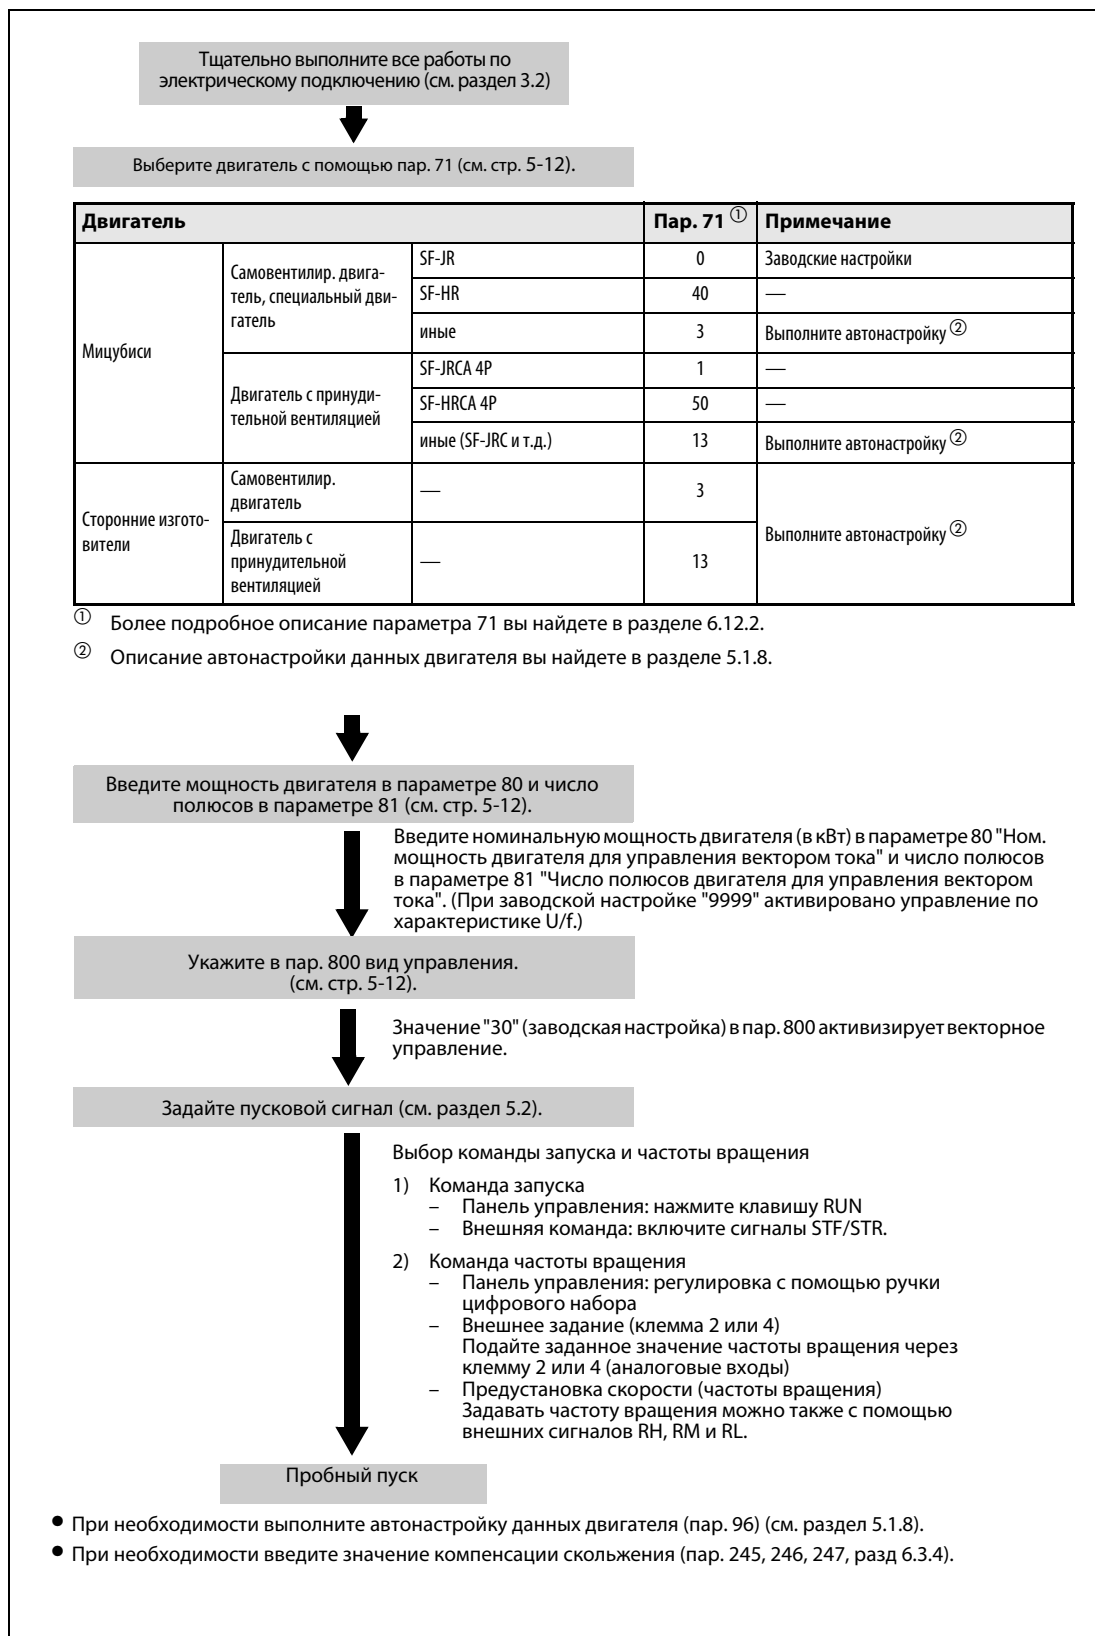 Тщательно выполните все работы по
электрическому подключению (см. раздел 3.2)
Выберите двигатель с помощью пар. 71 (см. стр. 5-12).
Двигатель Пар. 71 ① Примечание
Мицубиси
Самовентилир. двига-
тель, специальный дви-
гатель
SF-JR 0 Заводские настройки
SF-HR 40 —
иные 3 Выполните автонастройку ②
Двигатель с принуди-
тельной вентиляцией
SF-JRCA 4P 1 —
SF-HRCA 4P 50 —
иные (SF-JRC и т.д.) 13 Выполните автонастройку ②
Сторонние изгото-
вители
Самовентилир.
двигатель
— 3
Двигатель с
принудительной
вентиляцией
— 13
Выполните автонастройку ②
① Более подробное описание параметра 71 вы найдете в разделе 6.12.2.
② Описание автонастройки данных двигателя вы найдете в разделе 5.1.8.
Введите мощность двигателя в параметре 80 и число
полюсов в параметре 81 (см. стр. 5-12).
Введите номинальную мощность двигателя (в кВт) в параметре 80 "Ном.
мощность двигателя для управления вектором тока" и число полюсов
в параметре 81 "Число полюсов двигателя для управления вектором
тока". (При заводской настройке "9999" активировано управление по
характеристике U/f.)
Укажите в пар. 800 вид управления.
(см. стр. 5-12).
Значение "30" (заводская настройка) в пар. 800 активизирует векторное
управление.
Задайте пусковой сигнал (см. раздел 5.2).
Выбор команды запуска и частоты вращения
1) Команда запуска
– Панель управления: нажмите клавишу RUN
– Внешняя команда: включите сигналы STF/STR.
2) Команда частоты вращения
– Панель управления: регулировка с помощью ручки
цифрового набора
– Внешнее задание (клемма 2 или 4)
Подайте заданное значение частоты вращения через
клемму 2 или 4 (аналоговые входы)
– Предустановка скорости (частоты вращения)
Задавать частоту вращения можно также с помощью
внешних сигналов RH, RM и RL.
Пробный пуск
● При необходимости выполните автонастройку данных двигателя (пар. 96) (см. раздел 5.1.8).
● При необходимости введите значение компенсации скольжения (пар. 245, 246, 247, разд 6.3.4).